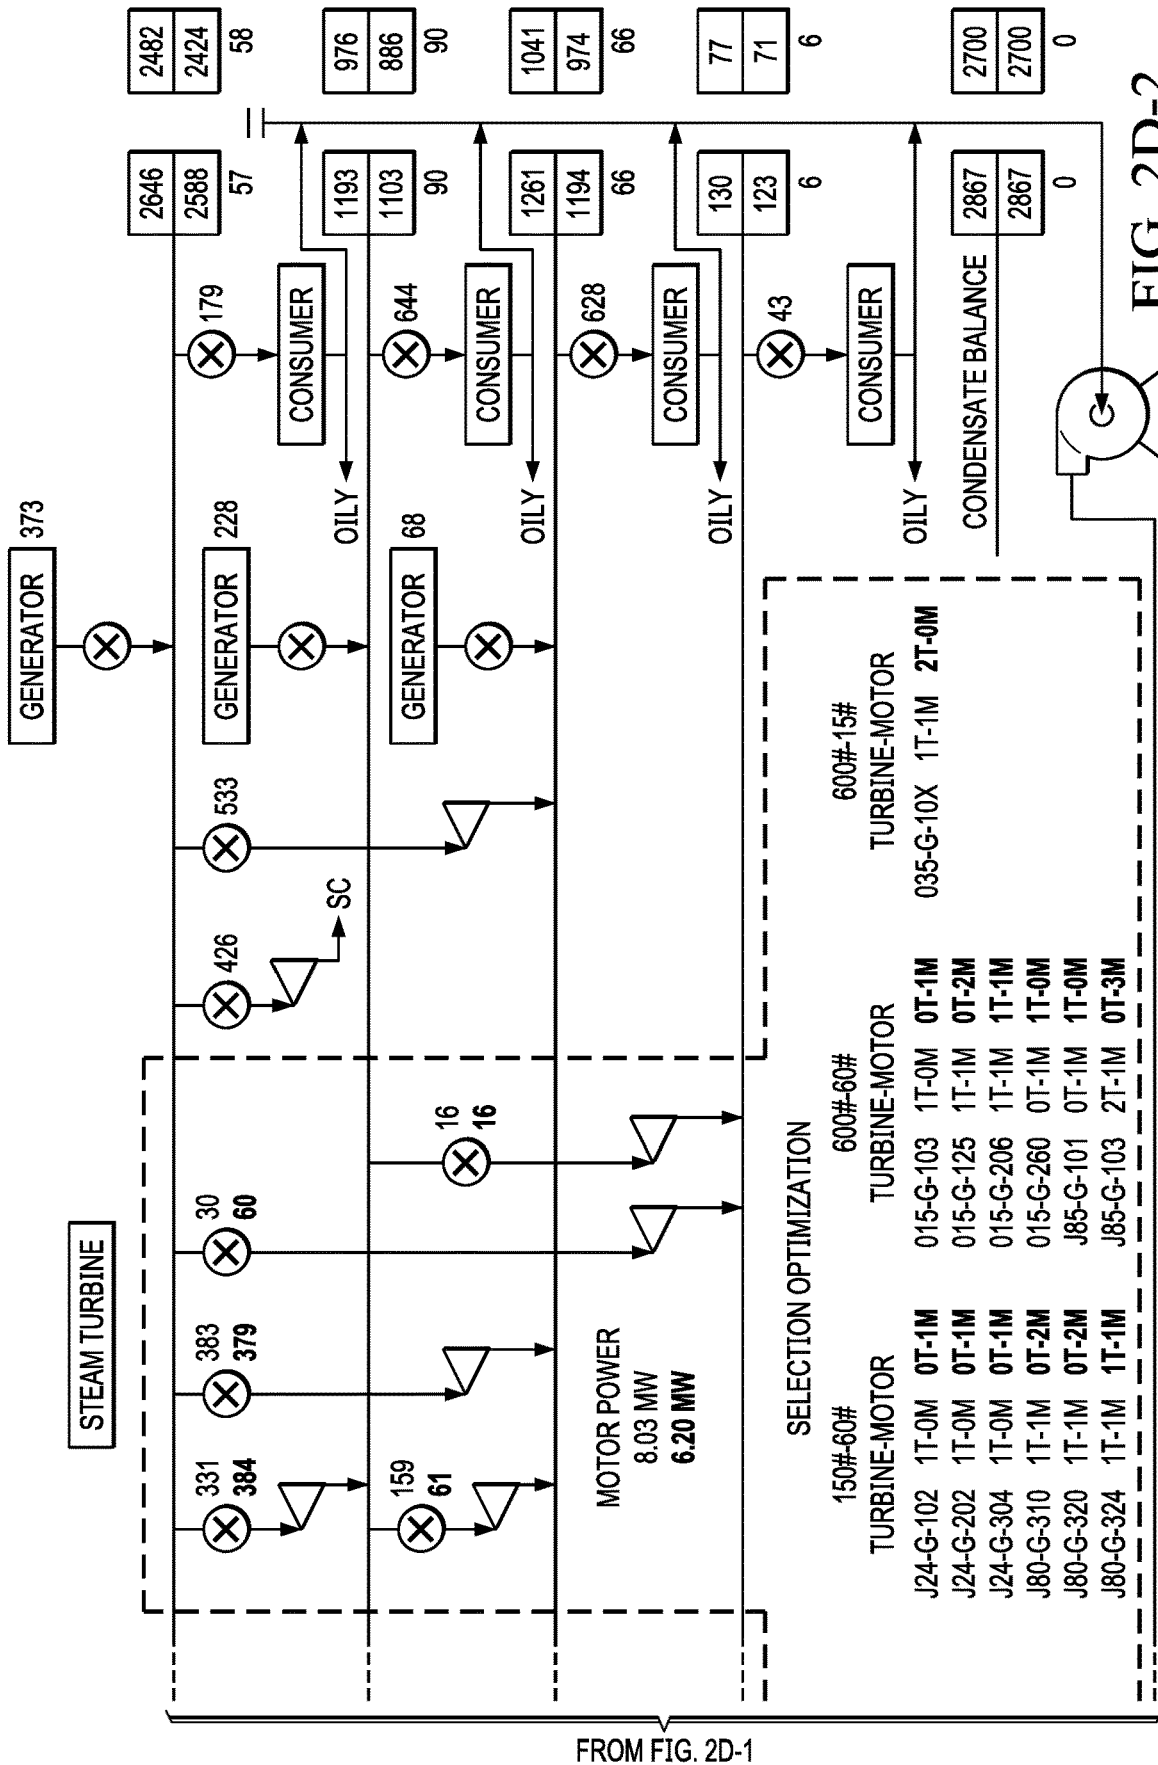 STEAM TURBINE
GENERATOR 373
331
384
383
379
30
60
426
533
179
2646
2588
57
2482
2424
58
159
61
16
16
SC
GENERATOR 228
CONSUMER
OILY
644
1193
1103
90
976
886
90
GENERATOR 68
CONSUMER
OILY
628
1261
1194
66
1041
974
66
MOTOR POWER
8.03 MW
6.20 MW
CONSUMER
OILY
43
130
123
6
77
71
6
CONSUMER
OILY
CONDENSATE BALANCE
2867
2867
0
2700
2700
0
SELECTION OPTIMIZATION
150#-60#
TURBINE-MOTOR
J24-G-102 1T-0M 0T-1M
J24-G-202 1T-0M 0T-1M
J24-G-304 1T-0M 0T-1M
J80-G-310 1T-1M 0T-2M
J80-G-320 1T-1M 0T-2M
J80-G-324 1T-1M 1T-1M
600#-60#
TURBINE-MOTOR
015-G-103 1T-0M 0T-1M
015-G-125 1T-1M 0T-2M
015-G-206 1T-1M 1T-1M
015-G-260 0T-1M 1T-0M
J85-G-101 0T-1M 1T-0M
J85-G-103 2T-1M 0T-3M
600#-15#
TURBINE-MOTOR
035-G-10X 1T-1M 2T-0M
FROM FIG. 2D-1
FIG. 2D-2